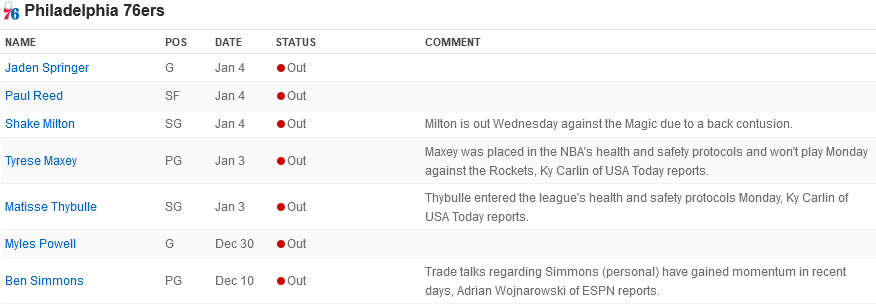 76 Philadelphia 76ers
NAME POS DATE STATUS COMMENT
Jaden Springer G Jan 4 Out
Paul Reed SF Jan 4 Out
Shake Milton SG Jan 4 Out Milton is out Wednesday against the Magic due to a back contusion.
Tyrese Maxey PG Jan 3 Out Maxey was placed in the NBA's health and safety protocols and won't play Monday
against the Rockets, Ky Carlin of USA Today reports.
Matisse Thybulle SG Jan 3 Out Thybulle entered the league's health and safety protocols Monday, Ky Carlin of
USA Today reports.
Myles Powell G Dec 30 Out
Ben Simmons PG Dec 10 Out Trade talks regarding Simmons (personal) have gained momentum in recent
days, Adrian Wojnarowski of ESPN reports.